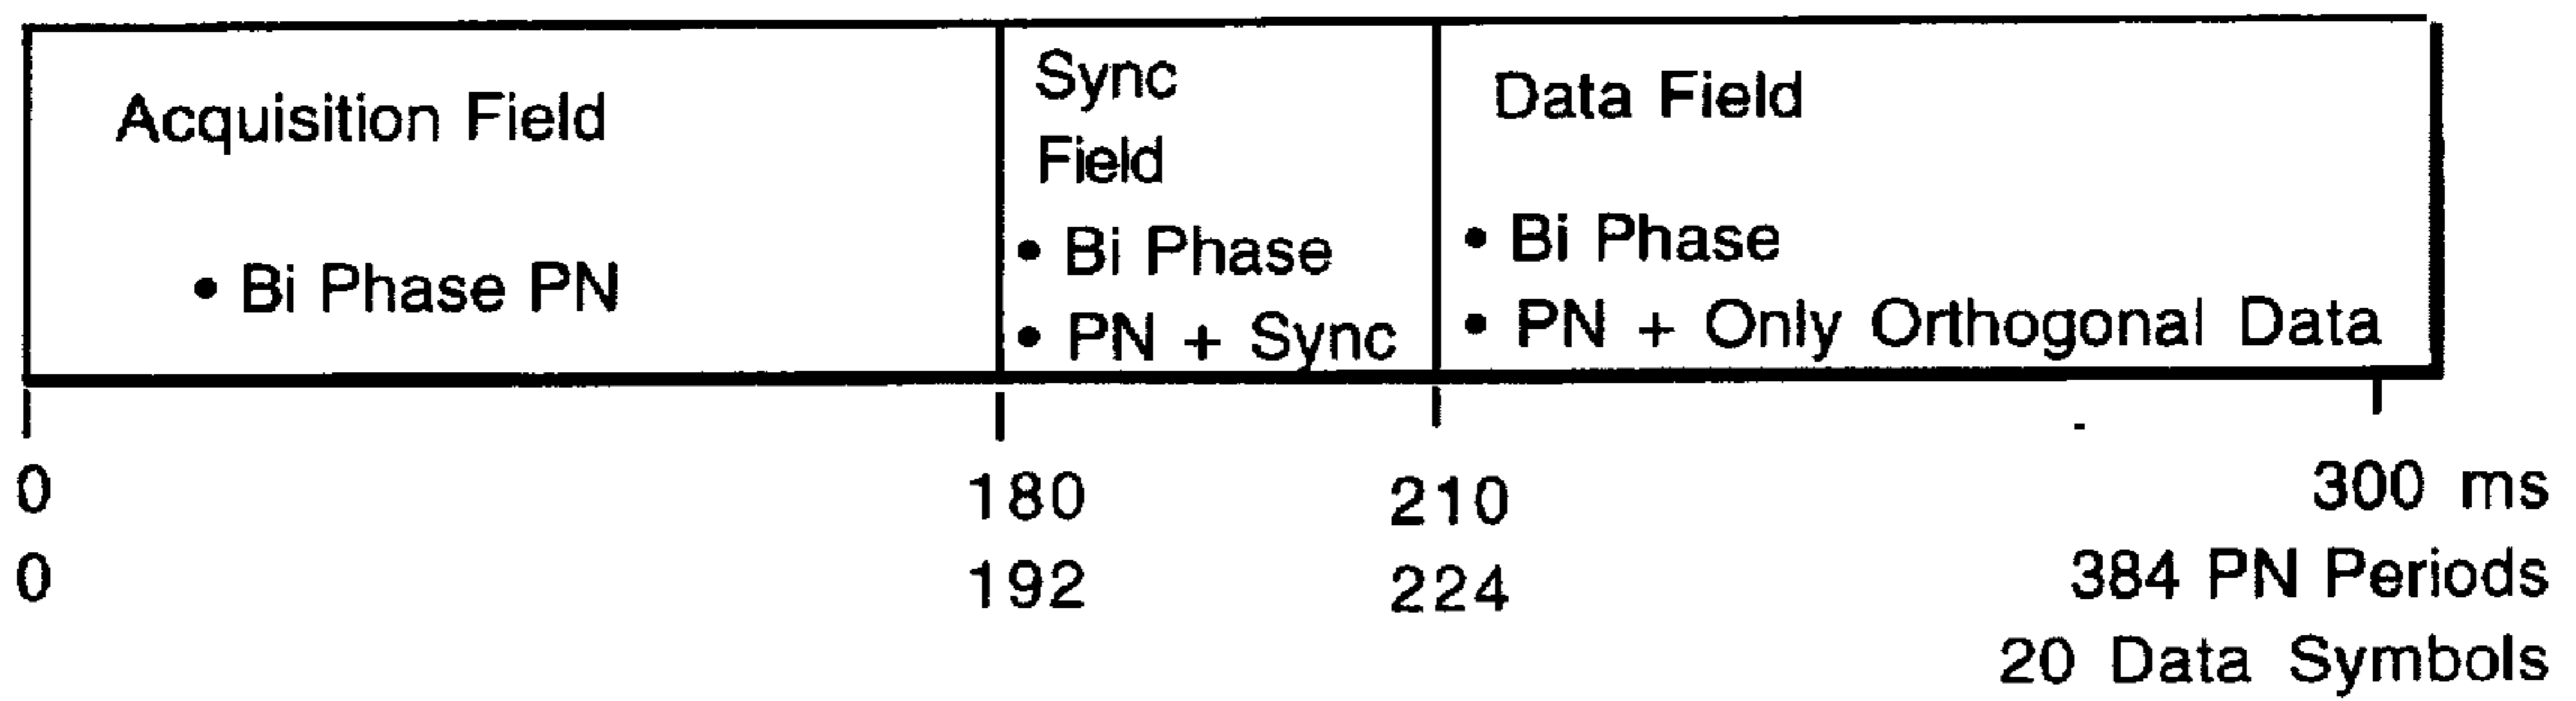 Acquisition Field
• Bi Phase PN
Sync
Field
• Bi Phase
• PN + Sync
Data Field
• Bi Phase
• PN + Only Orthogonal Data
0 180 210 300 ms
0 192 224 384 PN Periods
20 Data Symbols